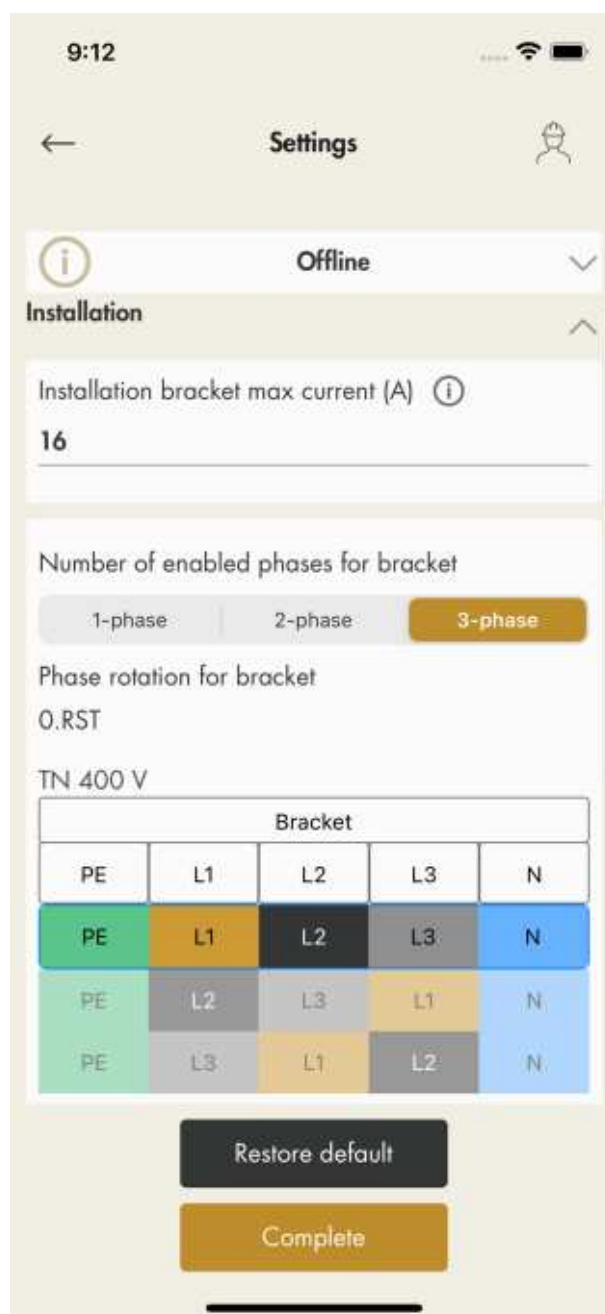 9:12
Settings
Offline
Installation
Installation bracket max current (A)
16
Number of enabled phases for bracket
1-phase 2-phase 3-phase
Phase rotation for bracket
0.RST
TN 400 V
Bracket
PE L1 L2 L3 N
PE L1 L2 L3 N
PE L2 L3 L1 N
PE L3 L1 L2 N
Restore default
Complete